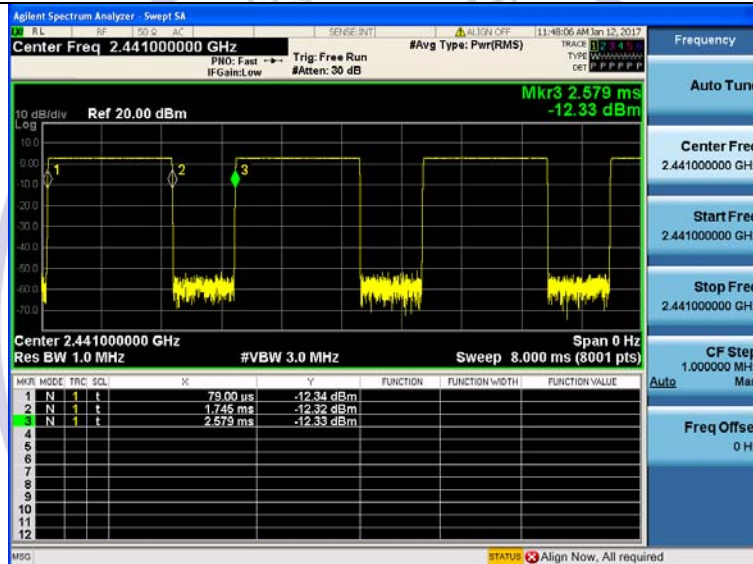 Agilent Spectrum Analyzer - Swept SA
RL RF 50 Ω AC SENSE:INT ALIGN OFF 11:48:06 AM Jan 12, 2017
Center Freq 2.441000000 GHz #Avg Type: Pwr(RMS) TRACE 1 2 3 4 5 6
PNO: Fast Trig: Free Run TYPE
IFGain:Low #Atten: 30 dB DET P P P P P P
Mkr3 2.579 ms
-12.33 dBm
10 dB/div Ref 20.00 dBm
Log
10.0
0.00
-10.0
-20.0
-30.0
-40.0
-50.0
-60.0
-70.0
1 2 3
Center 2.441000000 GHz Span 0 Hz
Res BW 1.0 MHz #VBW 3.0 MHz Sweep 8.000 ms (8001 pts)
MKR MODE TRC SCL X Y FUNCTION FUNCTION WIDTH FUNCTION VALUE
1 N 1 t 79.00 µs -12.34 dBm
2 N 1 t 1.745 ms -12.32 dBm
3 N 1 t 2.579 ms -12.33 dBm
4
5
6
7
8
9
10
11
12
MSG STATUS Align Now, All required
Frequency
Auto Tun
Center Fre
2.441000000 GH
Start Fre
2.441000000 GH
Stop Fre
2.441000000 GH
CF Step
1.000000 MH
Auto Ma
Freq Offse
0 H